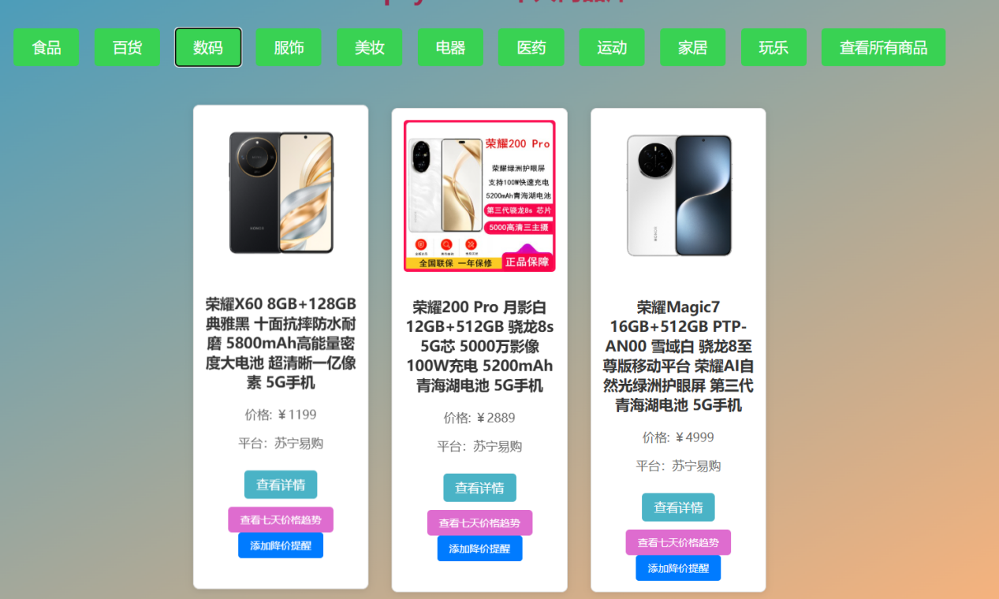 食品 百货 数码 服饰 美妆 电器 医药 运动 家居 玩乐 查看所有商品
HONOR
荣耀X60 8GB+128GB
典雅黑 十面抗摔防水耐
磨 5800mAh高能量密
度大电池 超清晰一亿像
素 5G手机
价格: ¥1199
平台：苏宁易购
查看详情
查看七天价格趋势
添加降价提醒
荣耀200 Pro
荣耀绿洲护眼屏
支持100W快速充电
5200mAh青海湖电池
第三代骁龙8s 芯片
5000高清三主摄
全国联保 一年保修
正品保障
荣耀200 Pro 月影白
12GB+512GB 骁龙8s
5G芯 5000万影像
100W充电 5200mAh
青海湖电池 5G手机
价格: ¥2889
平台：苏宁易购
查看详情
查看七天价格趋势
添加降价提醒
HONOR
荣耀Magic7
16GB+512GB PTP-
AN00 雪域白 骁龙8至
尊版移动平台 荣耀AI自
然光绿洲护眼屏 第三代
青海湖电池 5G手机
价格: ¥4999
平台：苏宁易购
查看详情
查看七天价格趋势
添加降价提醒